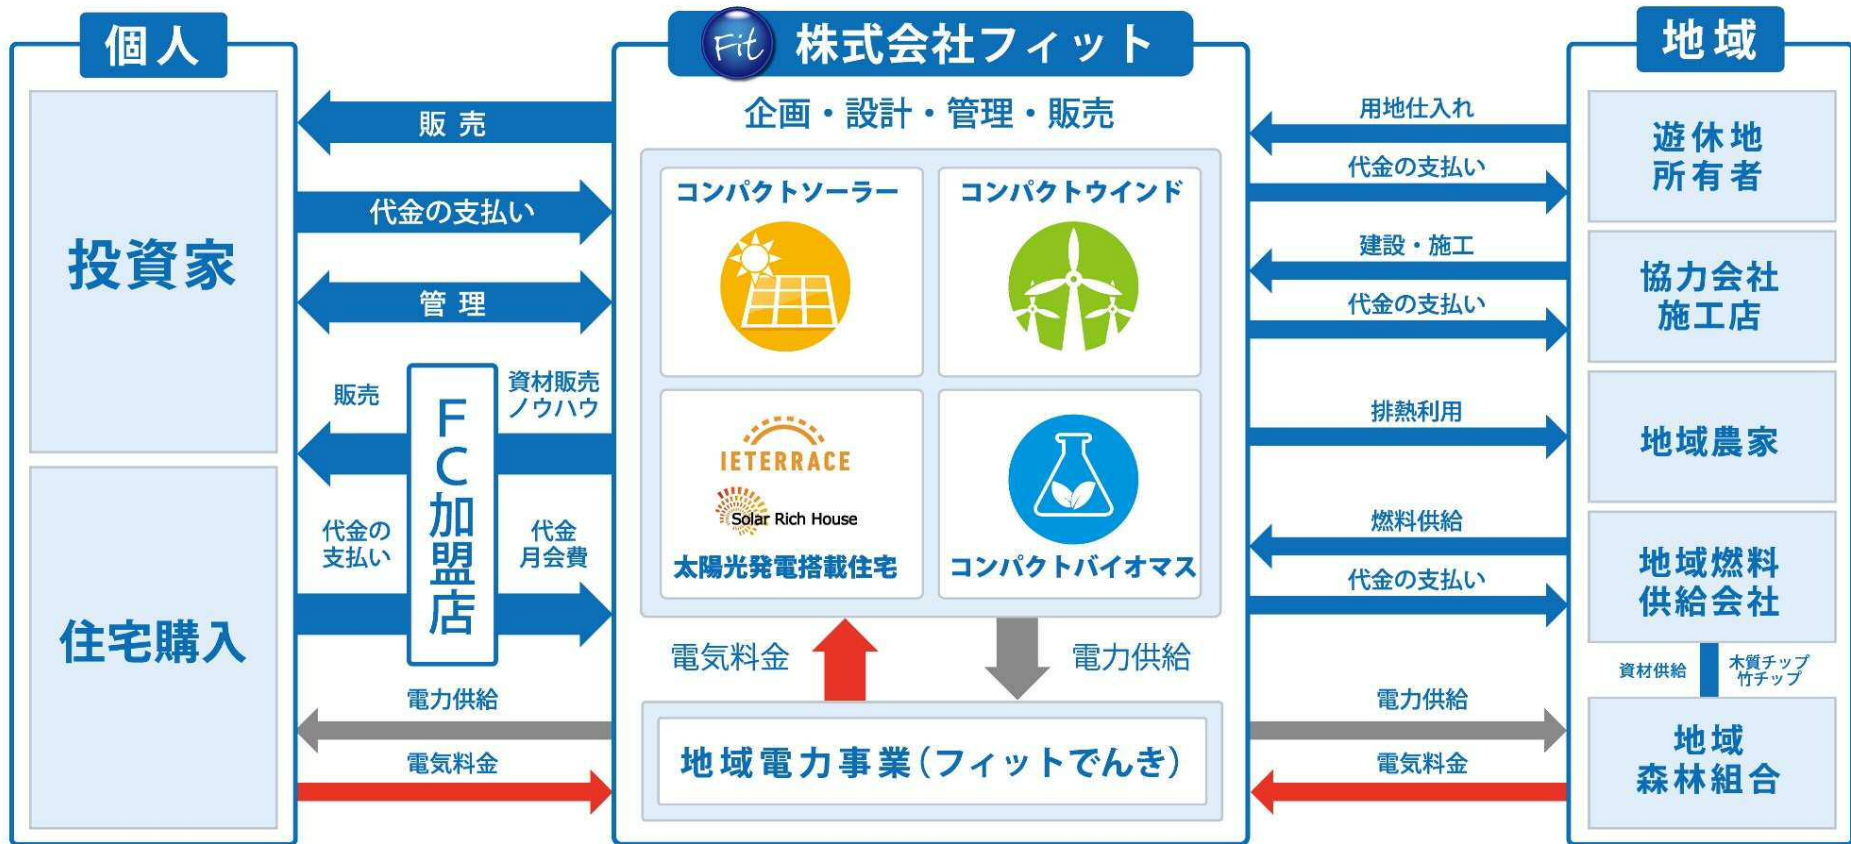 個人
投資家
住宅購入
販売
代金の支払い
管理
販売
資材販売
ノウハウ
FC加盟店
代金の
支払い
代金
月会費
電力供給
電気料金
Fit 株式会社フィット
企画・設計・管理・販売
コンパクトソーラー
コンパクトウインド
IETERRACE
Solar Rich House
太陽光発電搭載住宅
コンパクトバイオマス
電気料金
電力供給
地域電力事業(フィットでんき)
用地仕入れ
代金の支払い
建設・施工
代金の支払い
排熱利用
燃料供給
代金の支払い
電力供給
電気料金
地域
遊休地
所有者
協力会社
施工店
地域農家
地域燃料
供給会社
資材供給
木質チップ
竹チップ
地域
森林組合